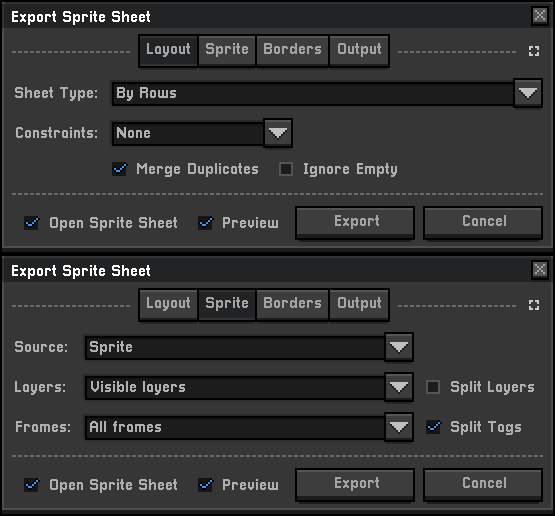 Export Sprite Sheet
Layout Sprite Borders Output
Sheet Type: By Rows
Constraints: None
Merge Duplicates Ignore Empty
Open Sprite Sheet Preview Export Cancel
Export Sprite Sheet
Layout Sprite Borders Output
Source: Sprite
Layers: Visible layers Split Layers
Frames: All frames Split Tags
Open Sprite Sheet Preview Export Cancel